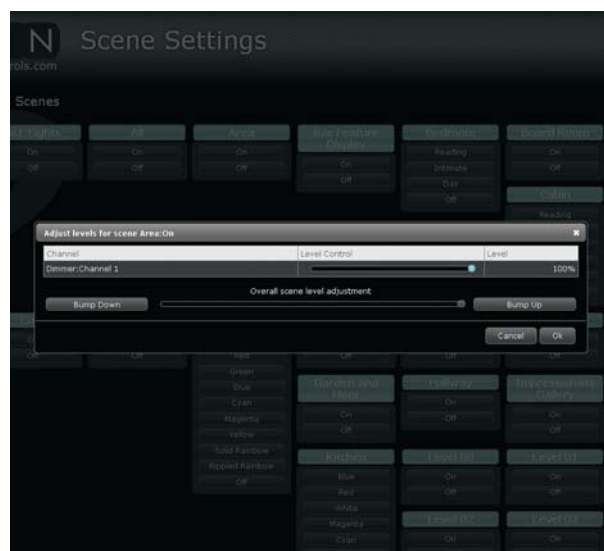 N Scene Settings
rols.com
Scenes
All
Area
Bar Feature Display
Bedroom
Board Room
On
On
On
Reading
On
Off
Off
Off
On
Intimate
Off
Off
Day
Off
Cabin
Reading
Adjust levels for scene Area:On
Channel Level Control Level
Dimmer:Channel 1 100%
Overall scene level adjustment
Bump Down Bump Up
Cancel Ok
Off
Off
Red
Off
Off
Off
Green
Blue
Cyan
Magenta
Yellow
Solid Rainbow
Rippled Rainbow
Off
Garden and Flem
On
Off
Hallway
On
Off
Impressionists Gallery
On
Off
Kitchen
Blue
Red
White
Magenta
Cyan
Level 00
On
Off
Level 01
On
Off
Level 02
On
Level 03
On